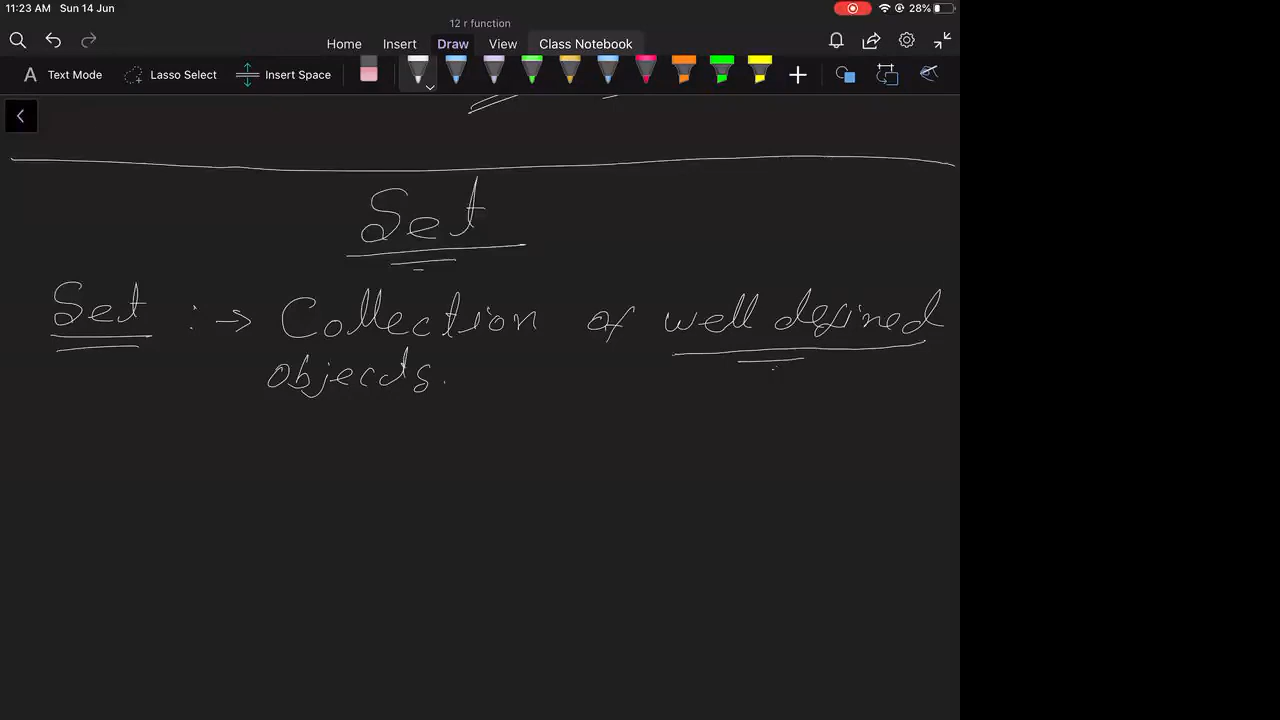 11:23 AM Sun 14 Jun
28%
12 r function
Home Insert Draw View Class Notebook
A Text Mode Lasso Select Insert Space
Set
Set :→ Collection of well defined
objects.